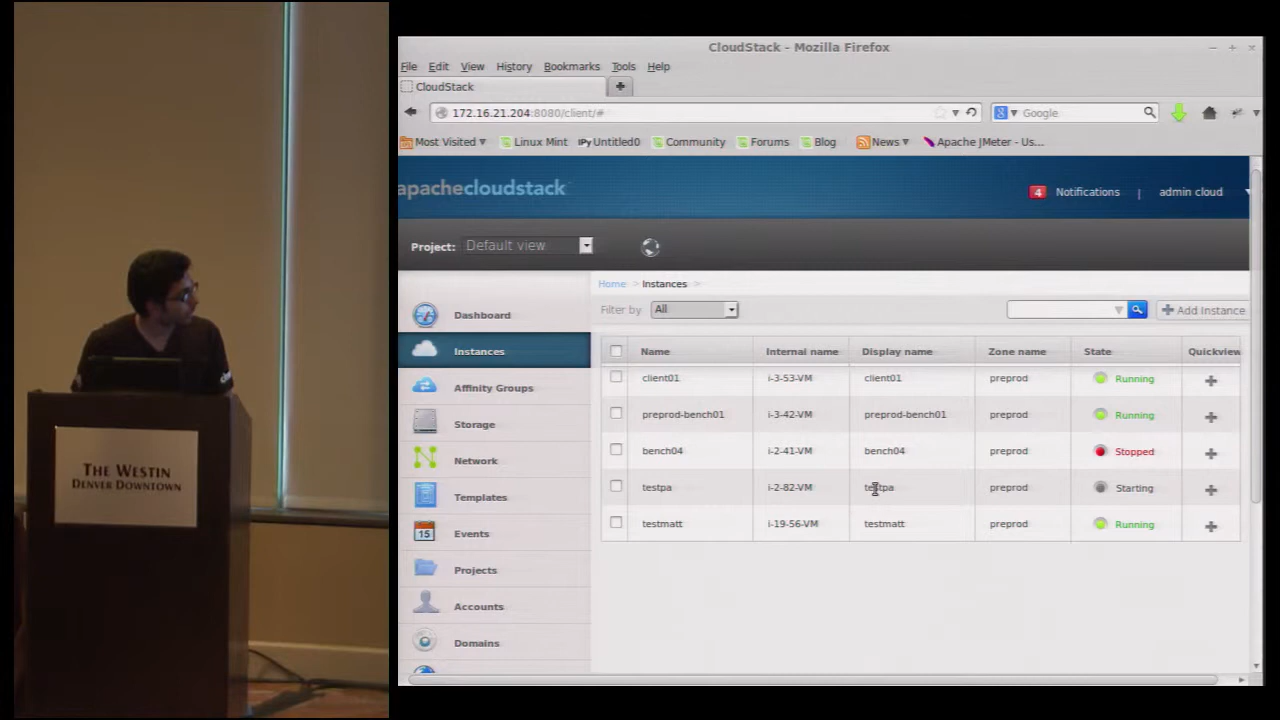 THE WESTIN
DENVER DOWNTOWN
CloudStack - Mozilla Firefox
File Edit View History Bookmarks Tools Help
CloudStack
172.16.21.204:8080/client/#
Google
Most Visited Linux Mint IPy Untitled0 Community Forums Blog News Apache JMeter - Us...
apachecloudstack
4 Notifications | admin cloud
Project: Default view
Home > Instances >
Filter by All
Add Instance
Dashboard
Instances
Affinity Groups
Storage
Network
Templates
15 Events
Projects
Accounts
Domains
Name Internal name Display name Zone name State Quickview
client01 i-3-53-VM client01 preprod Running
preprod-bench01 i-3-42-VM preprod-bench01 preprod Running
bench04 i-2-41-VM bench04 preprod Stopped
testpa i-2-82-VM testpa preprod Starting
testmatt i-19-56-VM testmatt preprod Running